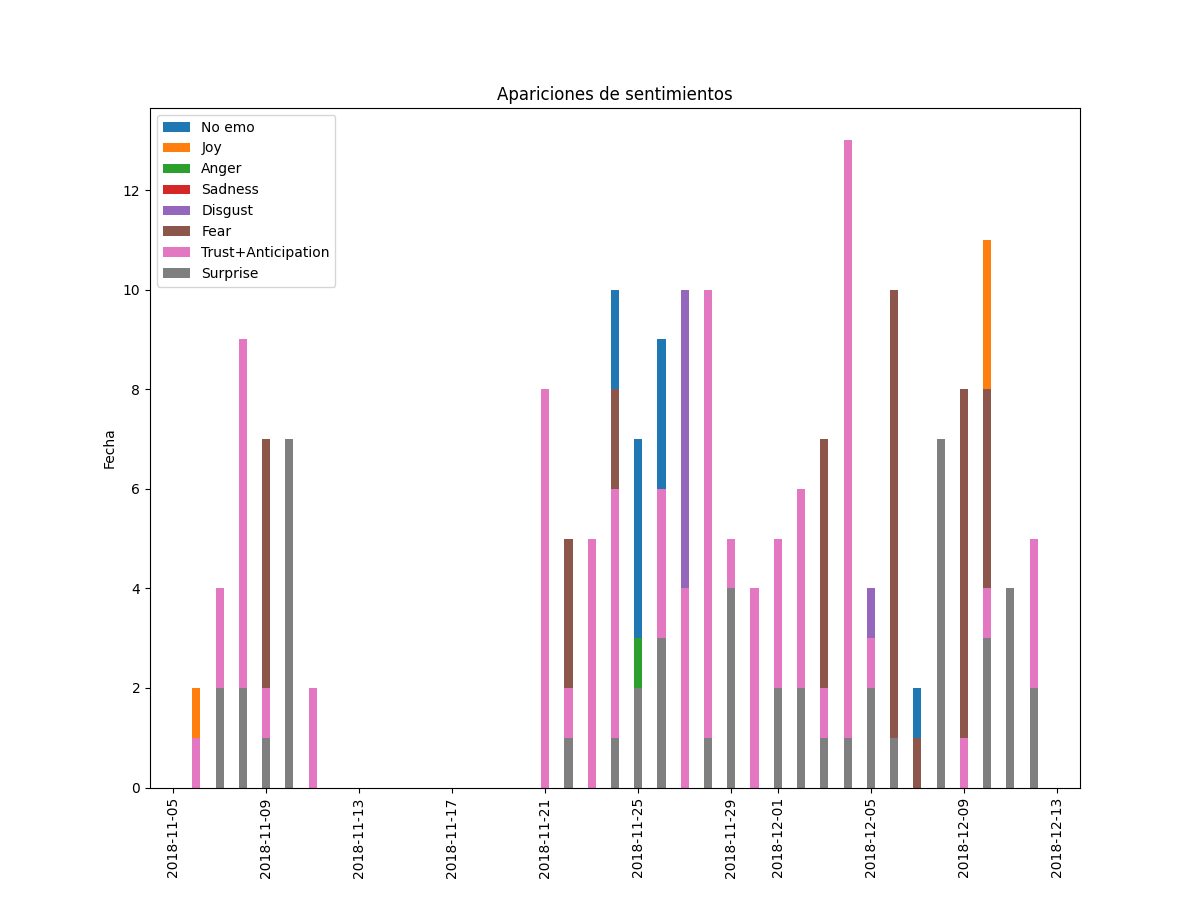 Apariciones de sentimientos
No emo
Joy
Anger
Sadness
Disgust
Fear
Trust+Anticipation
Surprise
Fecha
12
10
8
6
4
2
0
2018-11-05
2018-11-09
2018-11-13
2018-11-17
2018-11-21
2018-11-25
2018-11-29
2018-12-01
2018-12-05
2018-12-09
2018-12-13